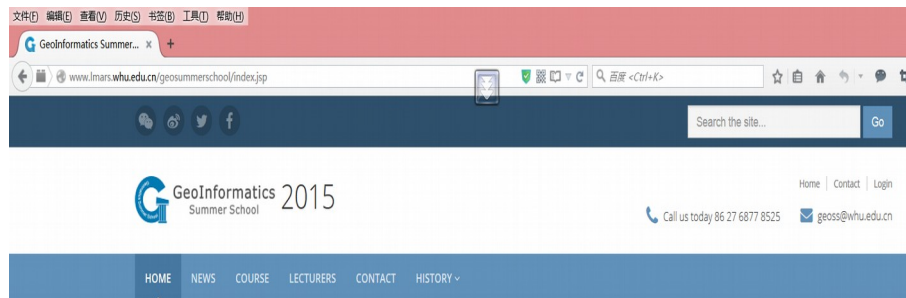 文件(F) 编辑(E) 查看(V) 历史(S) 书签(B) 工具(T) 帮助(H)
GeoInformatics Summer... × +
www.lmars.whu.edu.cn/geosummerschool/index.jsp 百度 <Ctrl+K>
Search the site... Go
GeoInformatics 2015
Summer School
Home Contact Login
Call us today 86 27 6877 8525 geoss@whu.edu.cn
HOME NEWS COURSE LECTURERS CONTACT HISTORY